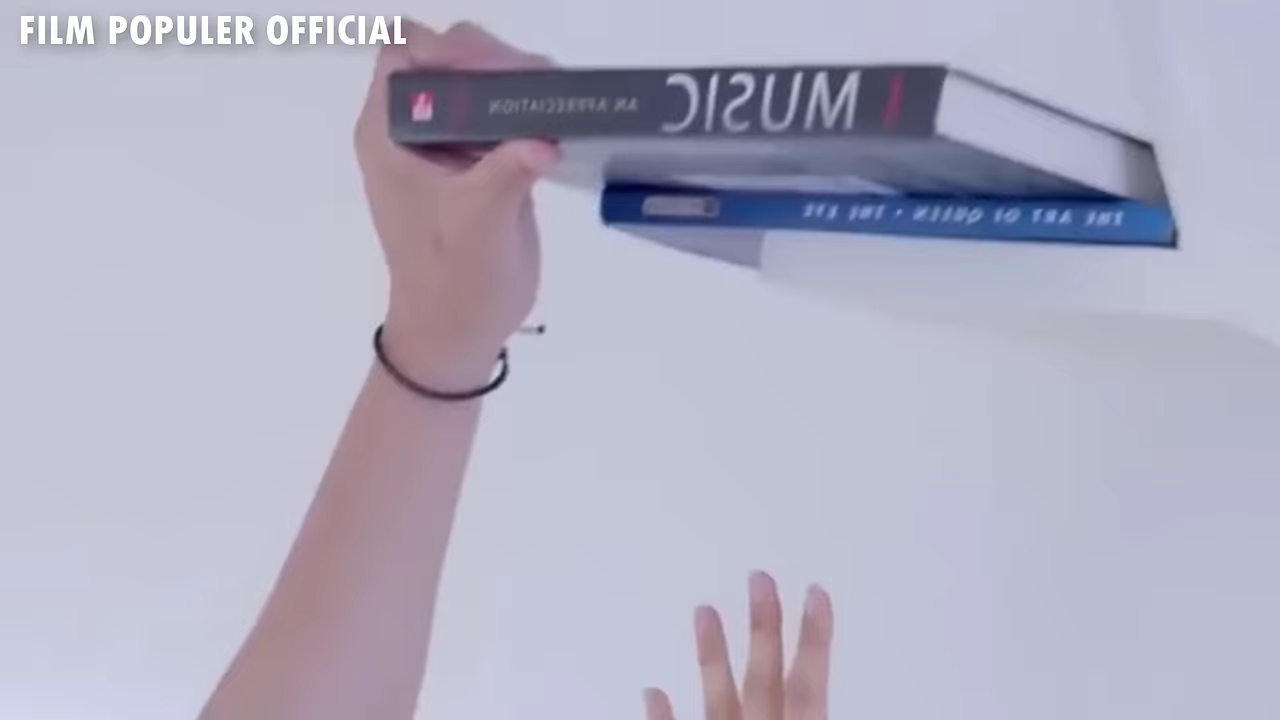 FILM POPULER OFFICIAL
MUSIC AN APPRECIATION
THE ART OF QUEEN • THE EYE